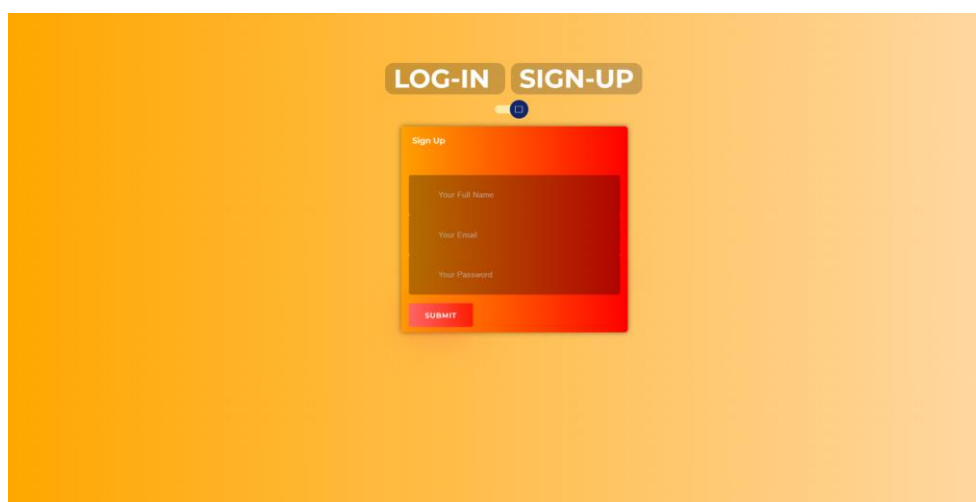 LOG-IN SIGN-UP
Sign Up
Your Full Name
Your Email
Your Password
SUBMIT